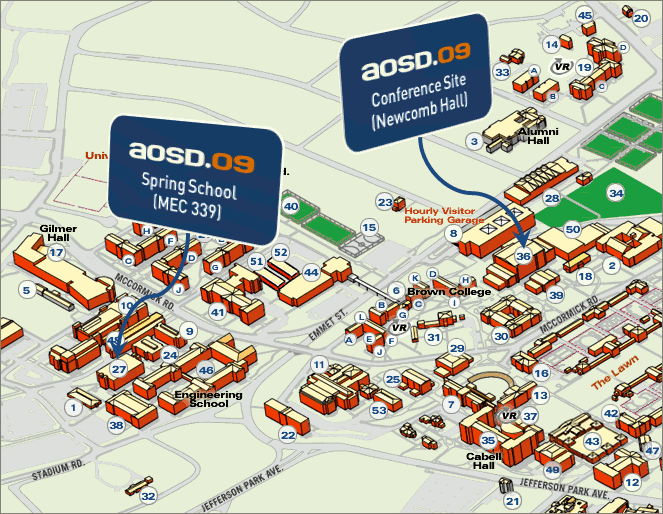 45
20
14
D
33
A
VR
19
B
C
aosd.09
Conference Site
(Newcomb Hall)
3
Alumni
Hall
aosd.09
Spring School
(MEC 339)
Univ
H.
34
28
23
40
Hourly Visitor
Parking Garage
15
8
50
2
Gilmer
Hall
17
H
F
C
D
G
J
51
52
44
36
18
39
5
MCCORMICK RD
41
K
D
H
6
Brown College
C
B
G
I
L
VR
A
E
F
J
31
EMMET ST.
MCCORMICK RD
30
10
9
48
24
27
46
29
16
The Lawn
11
25
53
7
13
VR
37
42
1
38
Engineering
School
22
35
Cabell
Hall
43
47
49
12
STADIUM RD.
32
JEFFERSON PARK AVE.
21
JEFFERSON PARK AVE.